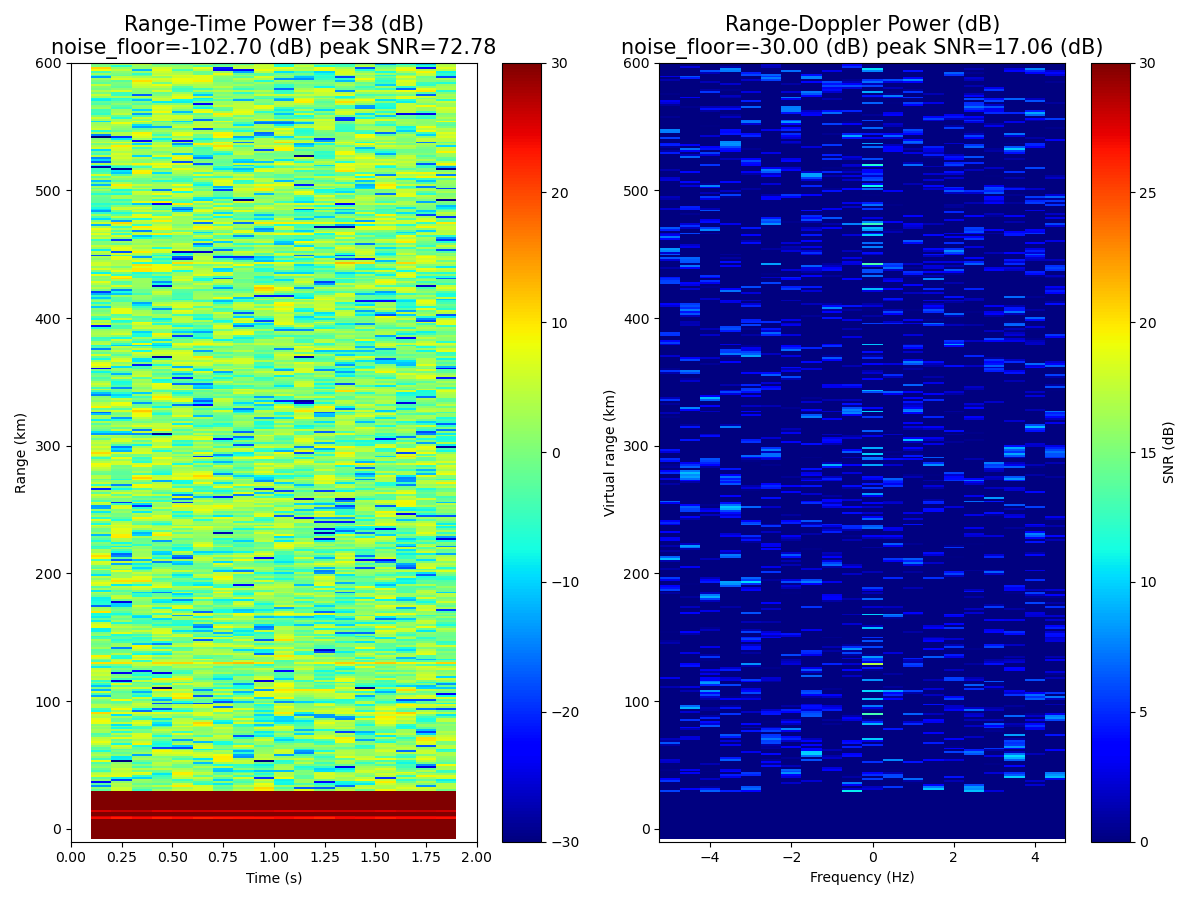 Range-Time Power f=38 (dB)
noise_floor=-102.70 (dB) peak SNR=72.78
Range-Doppler Power (dB)
noise_floor=-30.00 (dB) peak SNR=17.06 (dB)
600
500
400
300
200
100
0
Range (km)
0.00 0.25 0.50 0.75 1.00 1.25 1.50 1.75 2.00
Time (s)
30
20
10
0
−10
−20
−30
600
500
400
300
200
100
0
Virtual range (km)
−4 −2 0 2 4
Frequency (Hz)
30
25
20
15
10
5
0
SNR (dB)